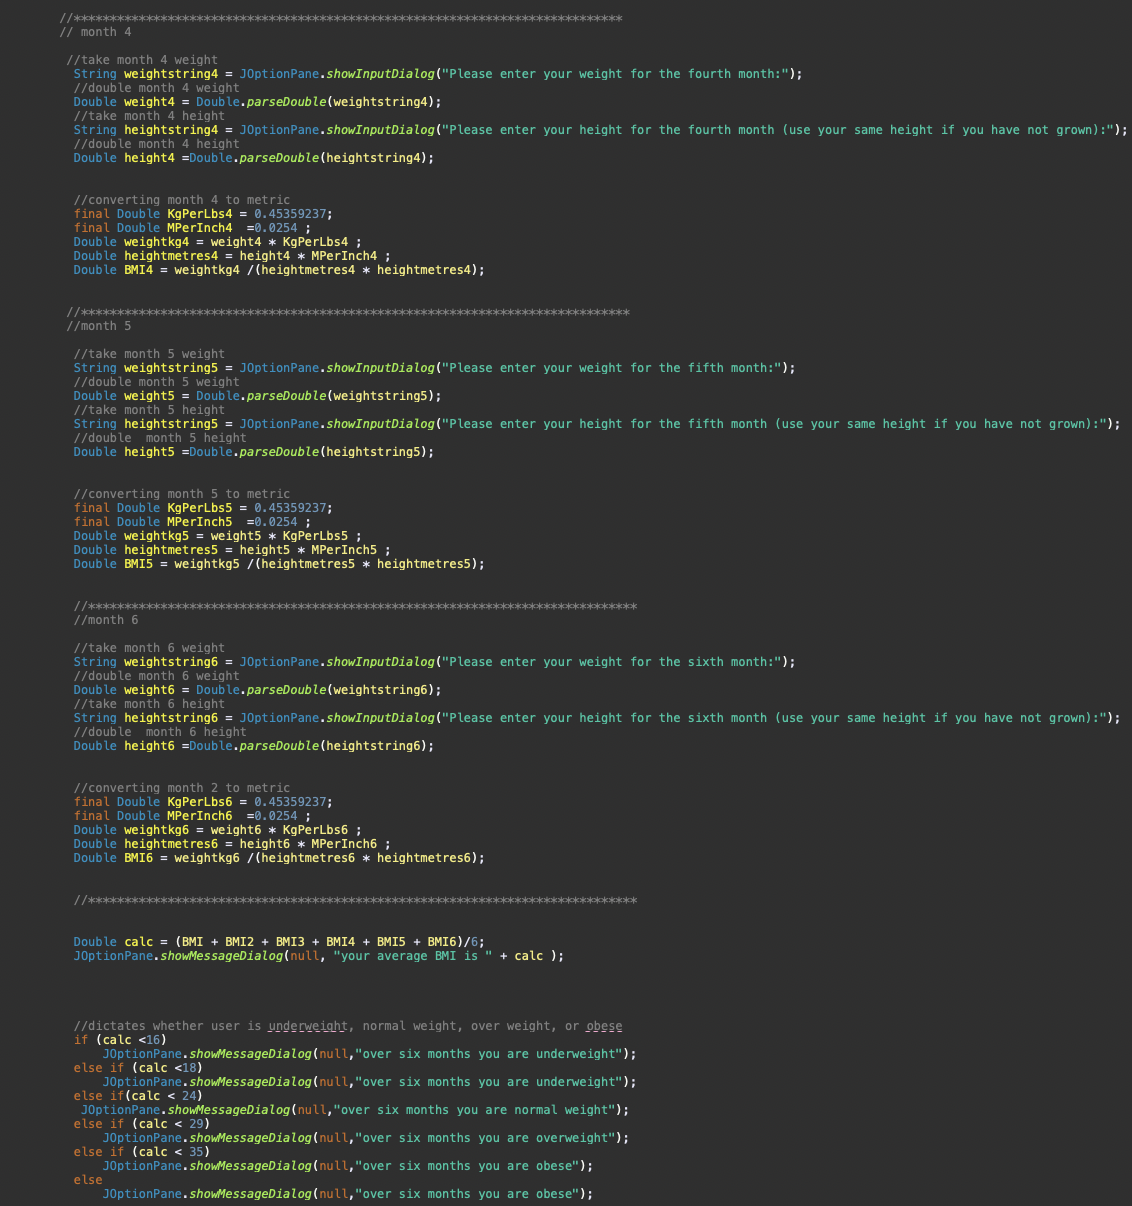 //****************************************************************************
// month 4
//take month 4 weight
String weightstring4 = JOptionPane.showInputDialog("Please enter your weight for the fourth month:");
//double month 4 weight
Double weight4 = Double.parseDouble(weightstring4);
//take month 4 height
String heightstring4 = JOptionPane.showInputDialog("Please enter your height for the fourth month (use your same height if you have not grown):");
//double month 4 height
Double height4 =Double.parseDouble(heightstring4);
//converting month 4 to metric
final Double KgPerLbs4 = 0.45359237;
final Double MPerInch4  =0.0254 ;
Double weightkg4 = weight4 * KgPerLbs4 ;
Double heightmetres4 = height4 * MPerInch4 ;
Double BMI4 = weightkg4 /(heightmetres4 * heightmetres4);
//****************************************************************************
//month 5
//take month 5 weight
String weightstring5 = JOptionPane.showInputDialog("Please enter your weight for the fifth month:");
//double month 5 weight
Double weight5 = Double.parseDouble(weightstring5);
//take month 5 height
String heightstring5 = JOptionPane.showInputDialog("Please enter your height for the fifth month (use your same height if you have not grown):");
//double  month 5 height
Double height5 =Double.parseDouble(heightstring5);
//converting month 5 to metric
final Double KgPerLbs5 = 0.45359237;
final Double MPerInch5  =0.0254 ;
Double weightkg5 = weight5 * KgPerLbs5 ;
Double heightmetres5 = height5 * MPerInch5 ;
Double BMI5 = weightkg5 /(heightmetres5 * heightmetres5);
//****************************************************************************
//month 6
//take month 6 weight
String weightstring6 = JOptionPane.showInputDialog("Please enter your weight for the sixth month:");
//double month 6 weight
Double weight6 = Double.parseDouble(weightstring6);
//take month 6 height
String heightstring6 = JOptionPane.showInputDialog("Please enter your height for the sixth month (use your same height if you have not grown):");
//double  month 6 height
Double height6 =Double.parseDouble(heightstring6);
//converting month 2 to metric
final Double KgPerLbs6 = 0.45359237;
final Double MPerInch6  =0.0254 ;
Double weightkg6 = weight6 * KgPerLbs6 ;
Double heightmetres6 = height6 * MPerInch6 ;
Double BMI6 = weightkg6 /(heightmetres6 * heightmetres6);
//****************************************************************************
Double calc = (BMI + BMI2 + BMI3 + BMI4 + BMI5 + BMI6)/6;
JOptionPane.showMessageDialog(null, "your average BMI is " + calc );
//dictates whether user is underweight, normal weight, over weight, or obese
if (calc <16)
JOptionPane.showMessageDialog(null,"over six months you are underweight");
else if (calc <18)
JOptionPane.showMessageDialog(null,"over six months you are underweight");
else if(calc < 24)
JOptionPane.showMessageDialog(null,"over six months you are normal weight");
else if (calc < 29)
JOptionPane.showMessageDialog(null,"over six months you are overweight");
else if (calc < 35)
JOptionPane.showMessageDialog(null,"over six months you are obese");
else
JOptionPane.showMessageDialog(null,"over six months you are obese");